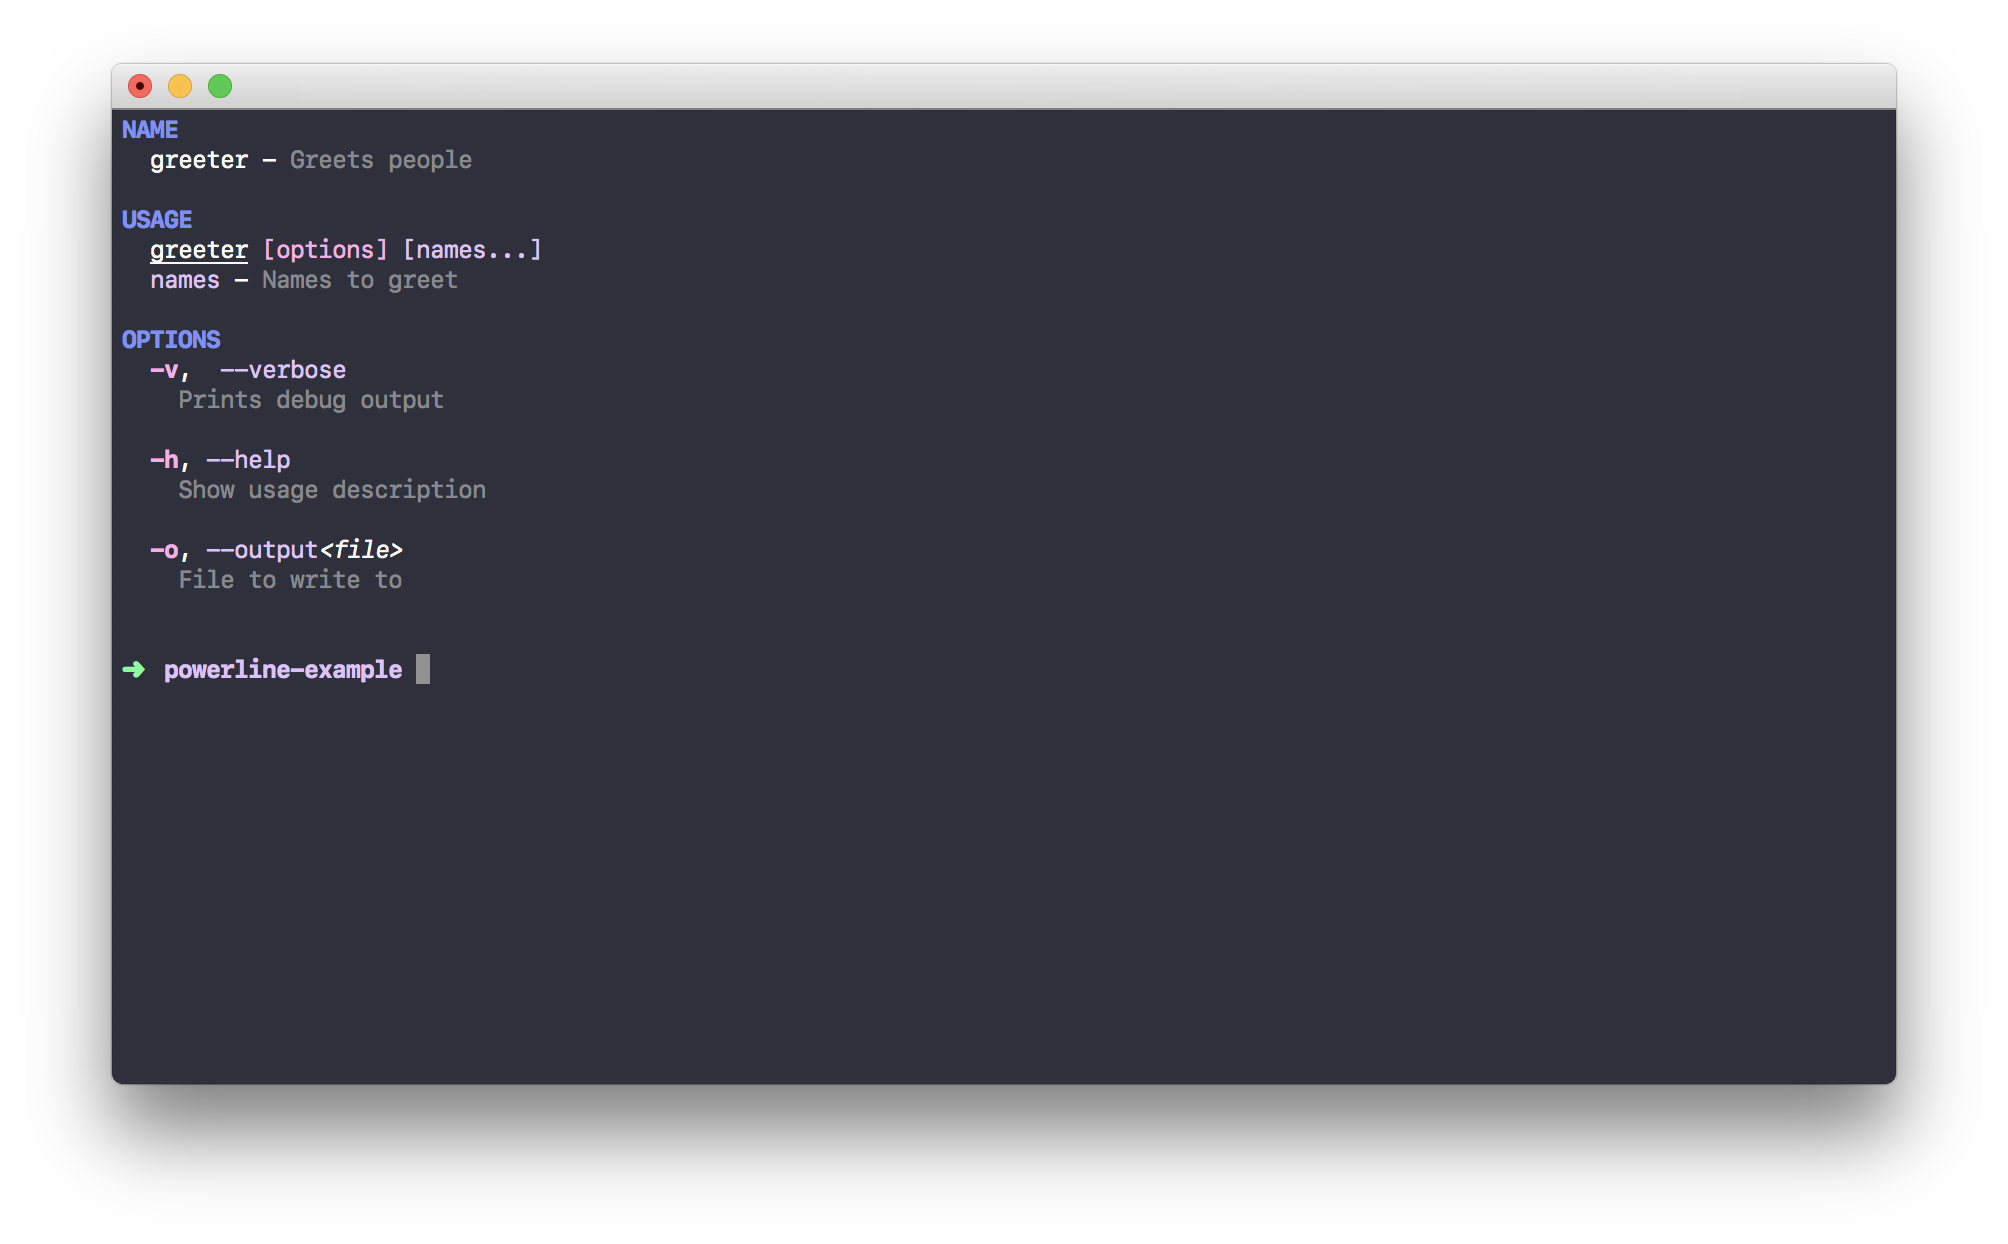 NAME
greeter – Greets people
USAGE
greeter [options] [names...]
names – Names to greet
OPTIONS
-v,  --verbose
Prints debug output
-h, --help
Show usage description
-o, --output<file>
File to write to
➜ powerline-example